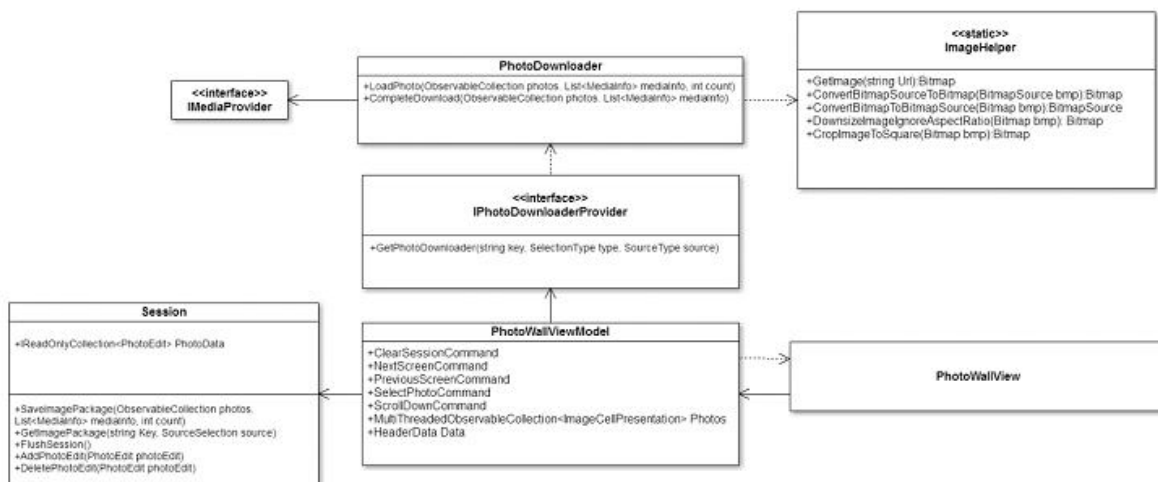 <<static>>
ImageHelper
+GetImage(string Url):Bitmap
+ConvertBitmapSourceToBitmap(BitmapSource bmp):Bitmap
+ConvertBitmapToBitmapSource(Bitmap bmp):BitmapSource
+DownsizeImageIgnoreAspectRatio(Bitmap bmp): Bitmap
+CropImageToSquare(Bitmap bmp):Bitmap
PhotoDownloader
+LoadPhoto(ObservableCollection photos, List<MediaInfo> mediaInfo, int count)
+CompleteDownload(ObservableCollection photos, List<MediaInfo> mediaInfo)
<<interface>>
IMediaProvider
<<interface>>
IPhotoDownloaderProvider
+GetPhotoDownloader(string key, SelectionType type, SourceType source)
Session
+IReadOnlyCollection<PhotoEdit> PhotoData
+SaveImagePackage(ObservableCollection photos,
List<MediaInfo> mediaInfo, int count)
+GetImagePackage(string Key, SourceSelection source)
+FlushSession()
+AddPhotoEdit(PhotoEdit photoEdit)
+DeletePhotoEdit(PhotoEdit photoEdit)
PhotoWallViewModel
+ClearSessionCommand
+NextScreenCommand
+PreviousScreenCommand
+SelectPhotoCommand
+ScrollDownCommand
+MultiThreadedObservableCollection<ImageCellPresentation> Photos
+HeaderData Data
PhotoWallView